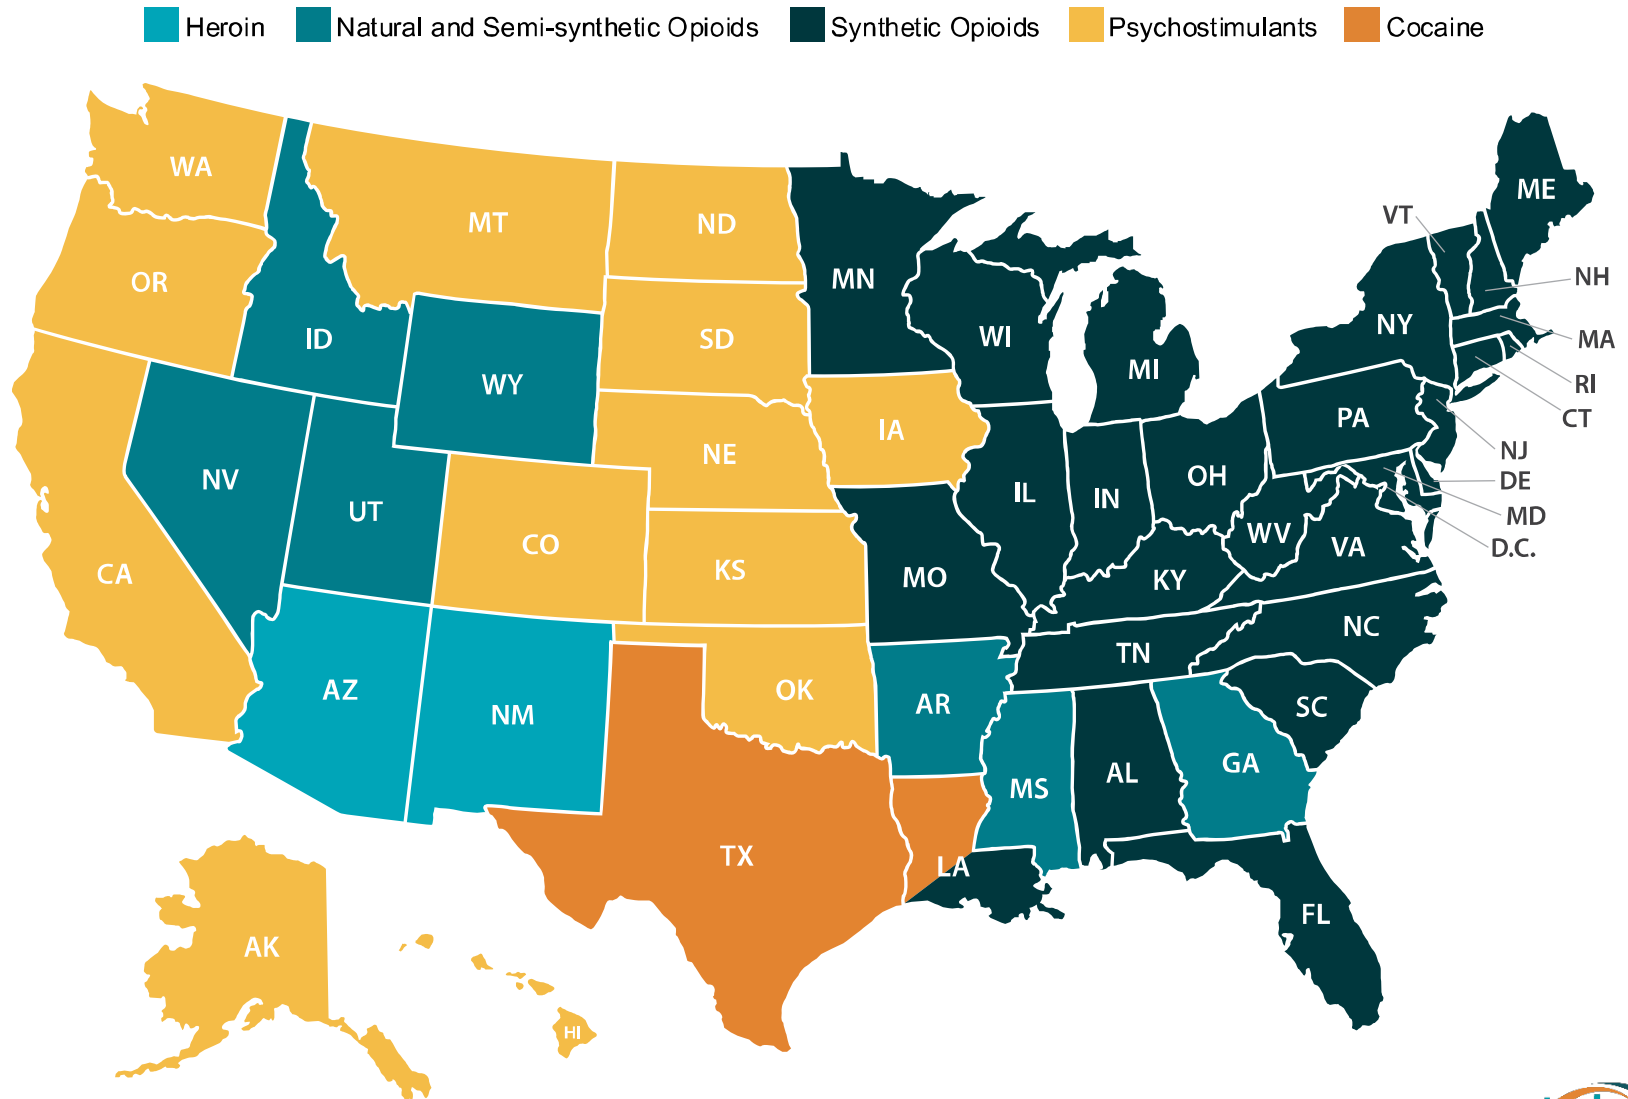 Heroin Natural and Semi-synthetic Opioids Synthetic Opioids Psychostimulants Cocaine
WA
MT
ND
OR
ID
WY
SD
MN
WI
MI
NY
VT
ME
NH
MA
RI
CT
NJ
DE
MD
D.C.
PA
IA
NE
NV
UT
CO
CA
KS
MO
IL
IN
OH
WV
VA
KY
NC
TN
SC
AZ
NM
OK
AR
TX
LA
MS
AL
GA
FL
AK
HI